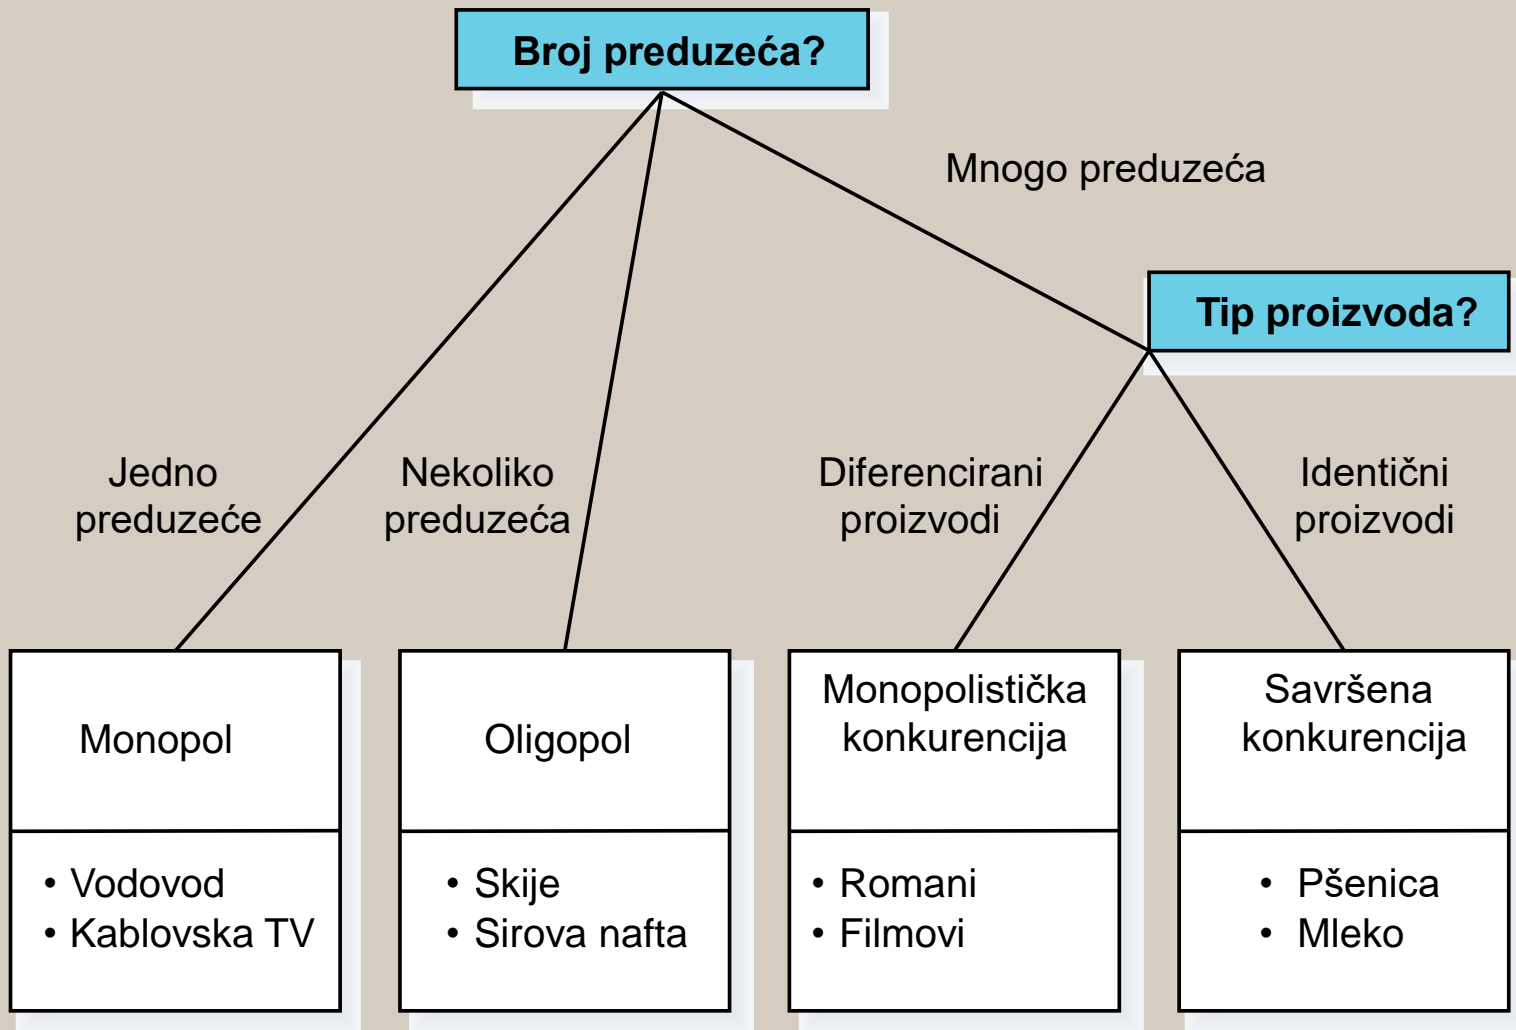 Broj preduzeća?
Mnogo preduzeća
Tip proizvoda?
Jedno
preduzeće
Nekoliko
preduzeća
Diferencirani
proizvodi
Identični
proizvodi
Monopol
Oligopol
Monopolistička
konkurencija
Savršena
konkurencija
• Vodovod
• Kablovska TV
• Skije
• Sirova nafta
• Romani
• Filmovi
• Pšenica
• Mleko